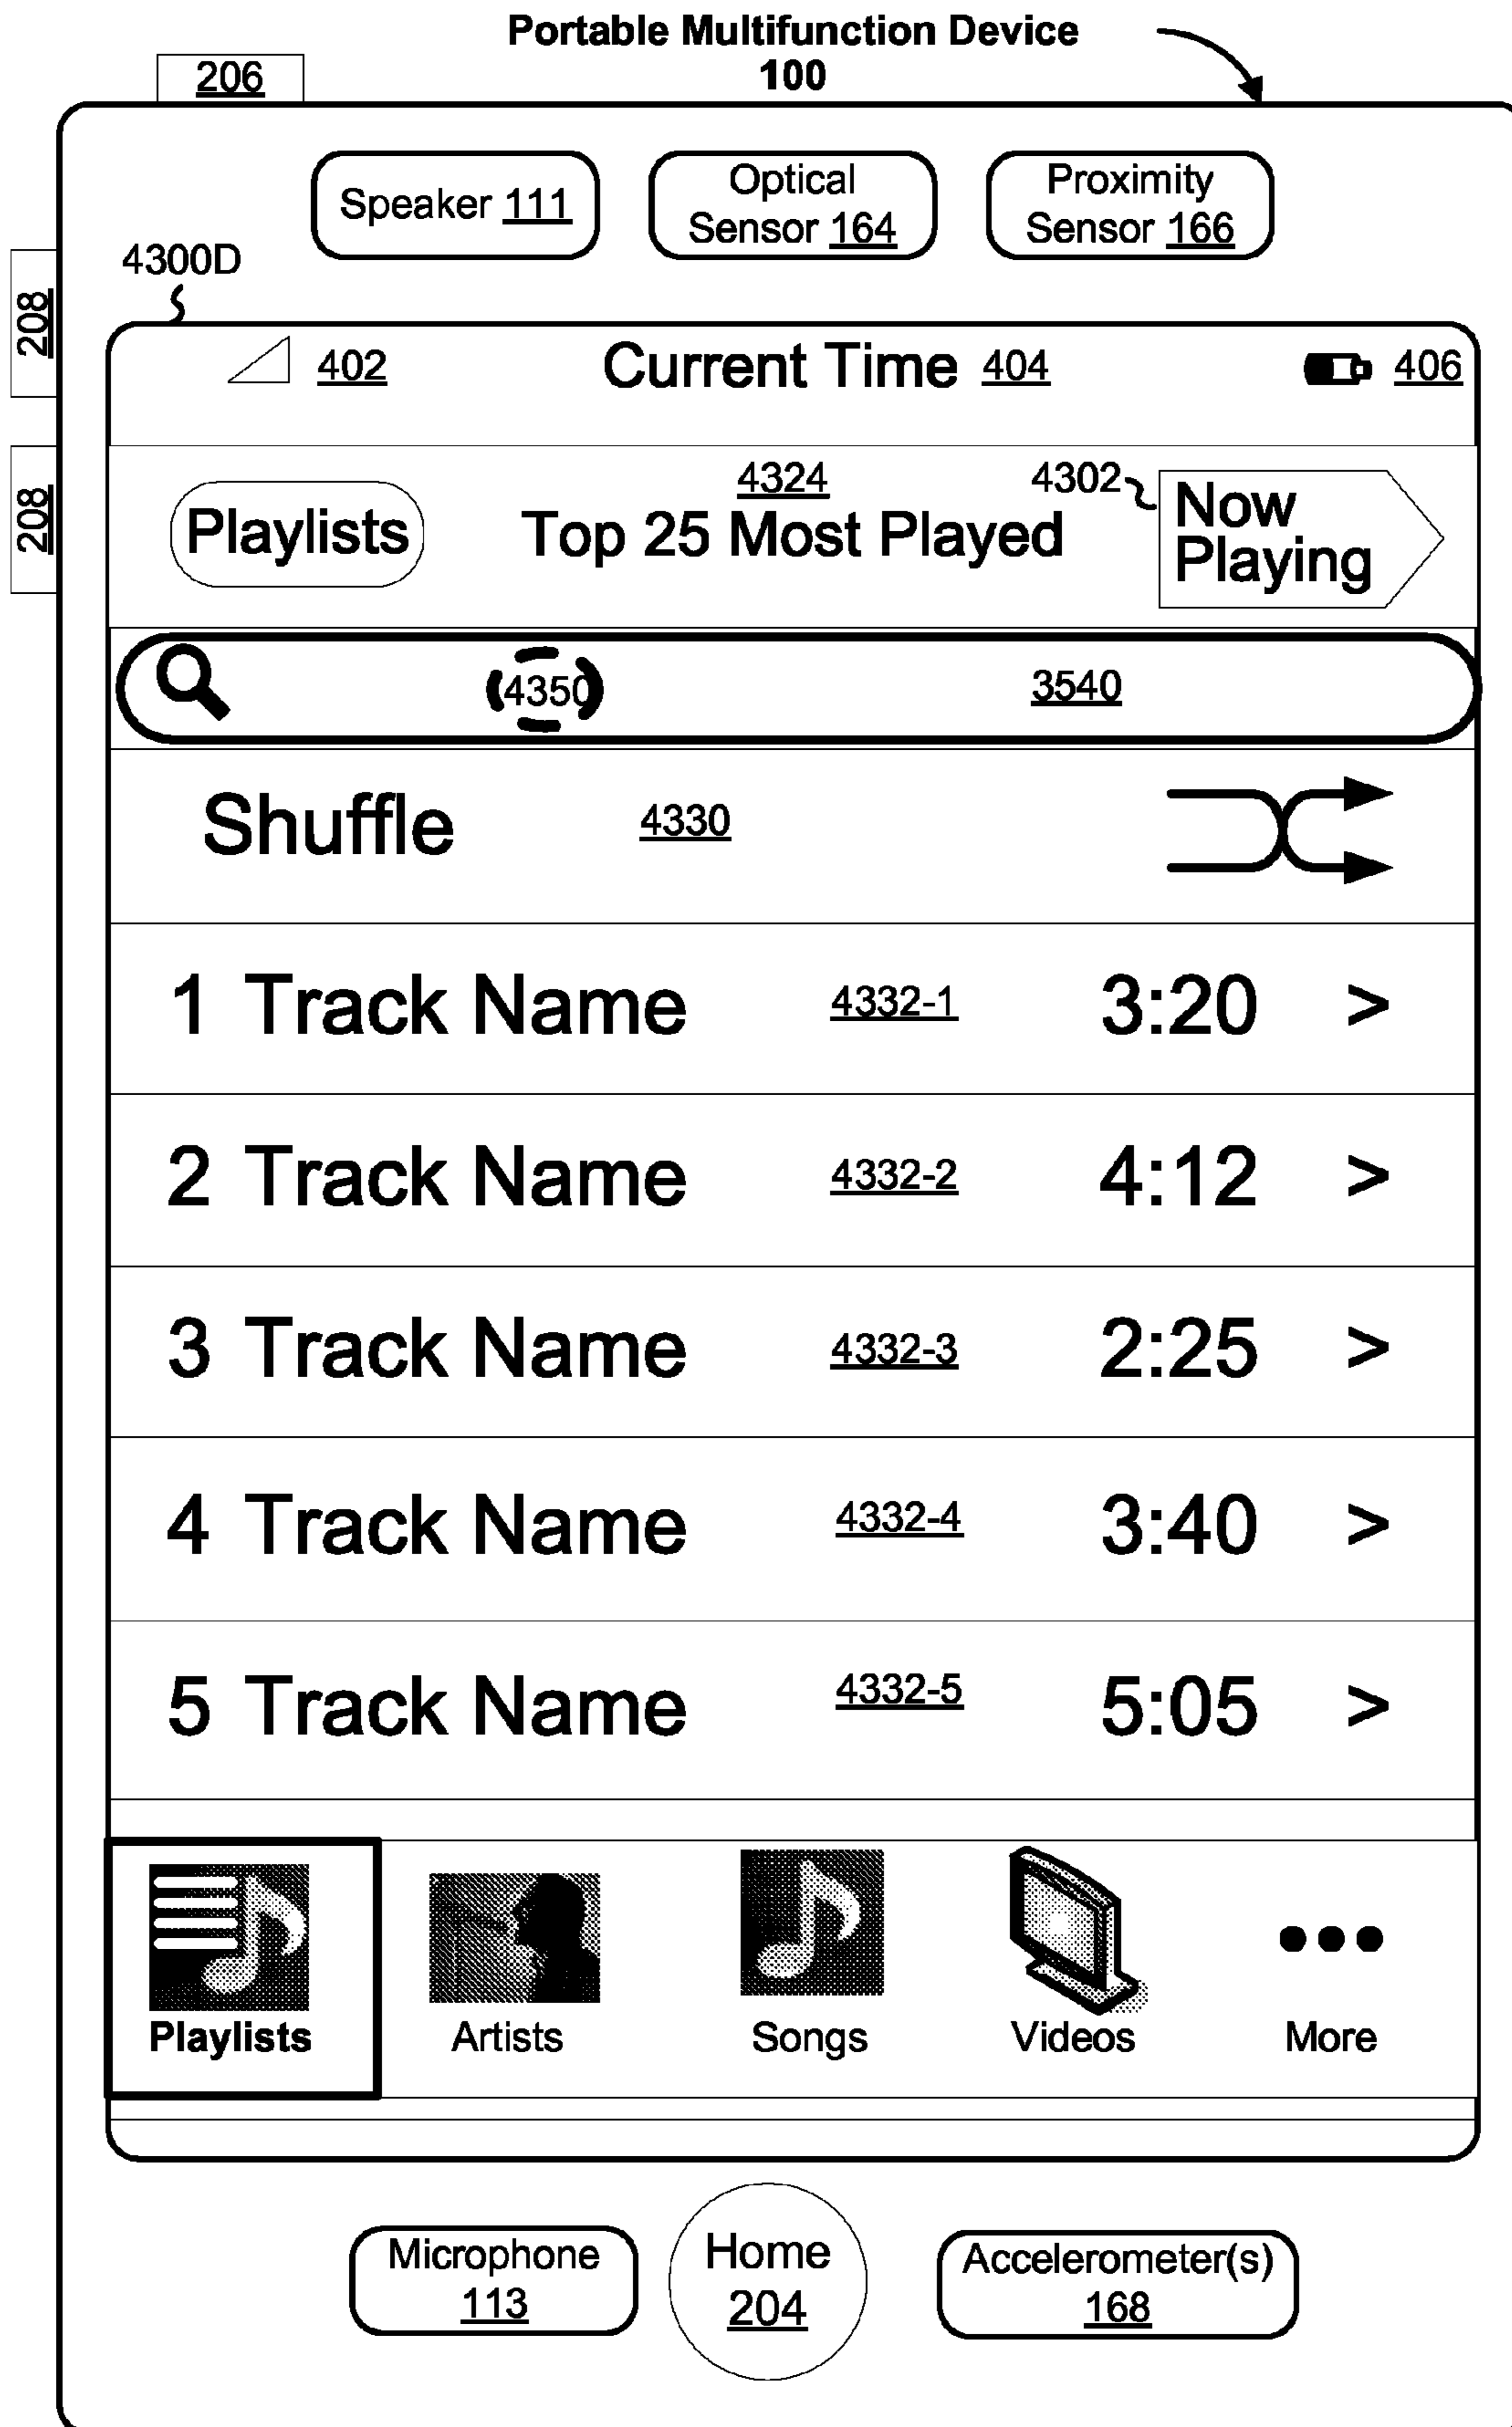 Portable Multifunction Device
100
206
Speaker 111
Optical
Sensor 164
Proximity
Sensor 166
4300D
208
208
402
Current Time 404
406
Playlists
4324
Top 25 Most Played
4302
Now
Playing
4350
3540
Shuffle
4330
1 Track Name 4332-1 3:20 >
2 Track Name 4332-2 4:12 >
3 Track Name 4332-3 2:25 >
4 Track Name 4332-4 3:40 >
5 Track Name 4332-5 5:05 >
Playlists
Artists
Songs
Videos
More
Microphone
113
Home
204
Accelerometer(s)
168